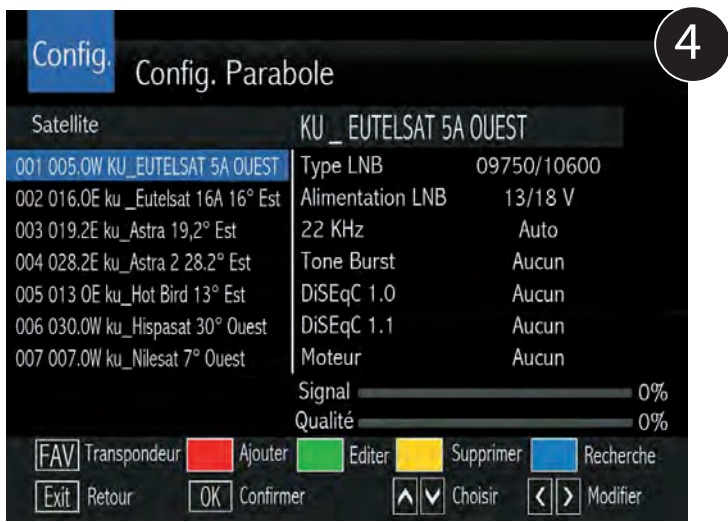 4
Config.
Config. Parabole
Satellite
001 005.0W KU_EUTELSAT 5A OUEST
002 016.0E ku _Eutelsat 16A 16° Est
003 019.2E ku_Astra 19,2° Est
004 028.2E ku_Astra 2 28.2° Est
005 013 0E ku_Hot Bird 13° Est
006 030.0W ku_Hispasat 30° Ouest
007 007.0W ku_Nilesat 7° Ouest
KU _ EUTELSAT 5A OUEST
Type LNB 09750/10600
Alimentation LNB 13/18 V
22 KHz Auto
Tone Burst Aucun
DiSEqC 1.0 Aucun
DiSEqC 1.1 Aucun
Moteur Aucun
Signal 0%
Qualité 0%
FAV Transpondeur Ajouter Editer Supprimer Recherche
Exit Retour OK Confirmer Choisir Modifier